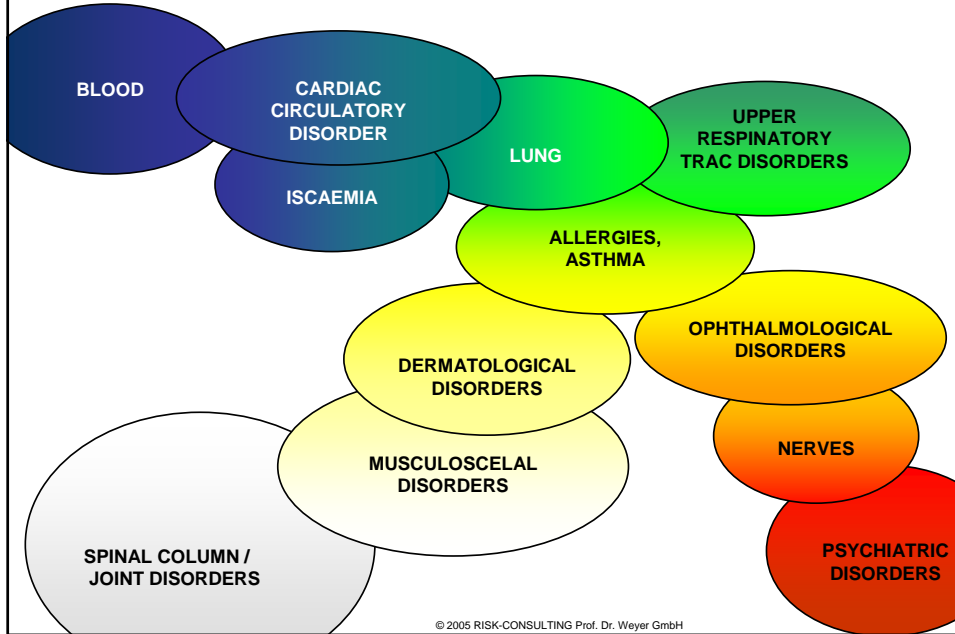 BLOOD
CARDIAC
CIRCULATORY
DISORDER
ISCAEMIA
LUNG
UPPER
RESPINATORY
TRAC DISORDERS
ALLERGIES,
ASTHMA
OPHTHALMOLOGICAL
DISORDERS
DERMATOLOGICAL
DISORDERS
NERVES
MUSCULOSCELAL
DISORDERS
SPINAL COLUMN /
JOINT DISORDERS
PSYCHIATRIC
DISORDERS
© 2005 RISK-CONSULTING Prof. Dr. Weyer GmbH